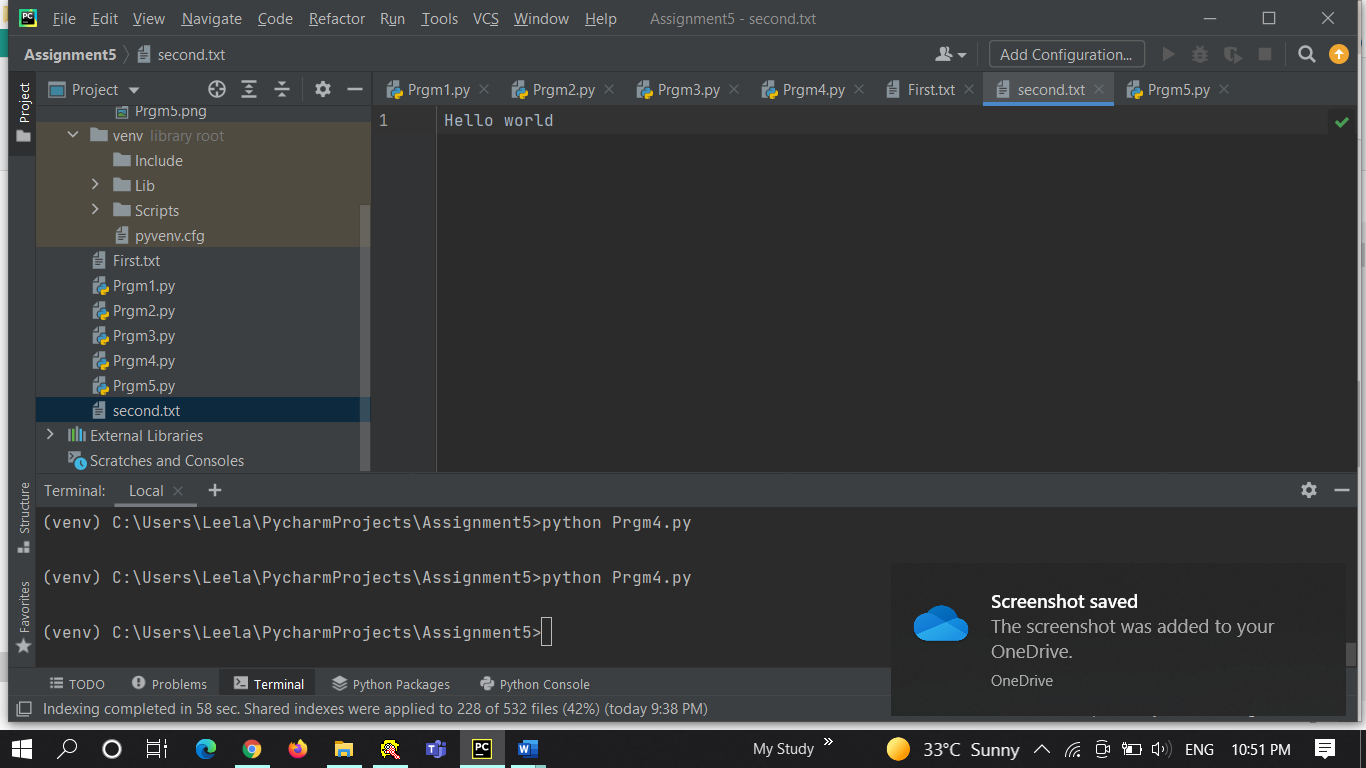 PC File Edit View Navigate Code Refactor Run Tools VCS Window Help Assignment5 - second.txt
Assignment5 second.txt Add Configuration...
Project Project Prgm1.py Prgm2.py Prgm3.py Prgm4.py First.txt second.txt Prgm5.py
Prgm5.png
1 Hello world
venv library root
Include
Lib
Scripts
pyvenv.cfg
First.txt
Prgm1.py
Prgm2.py
Prgm3.py
Prgm4.py
Prgm5.py
second.txt
External Libraries
Scratches and Consoles
Structure
Favorites
Terminal: Local
(venv) C:\Users\Leela\PycharmProjects\Assignment5>python Prgm4.py
(venv) C:\Users\Leela\PycharmProjects\Assignment5>python Prgm4.py
(venv) C:\Users\Leela\PycharmProjects\Assignment5>
Screenshot saved
The screenshot was added to your
OneDrive.
OneDrive
TODO Problems Terminal Python Packages Python Console
Indexing completed in 58 sec. Shared indexes were applied to 228 of 532 files (42%) (today 9:38 PM)
PC W My Study 33°C Sunny ENG 10:51 PM